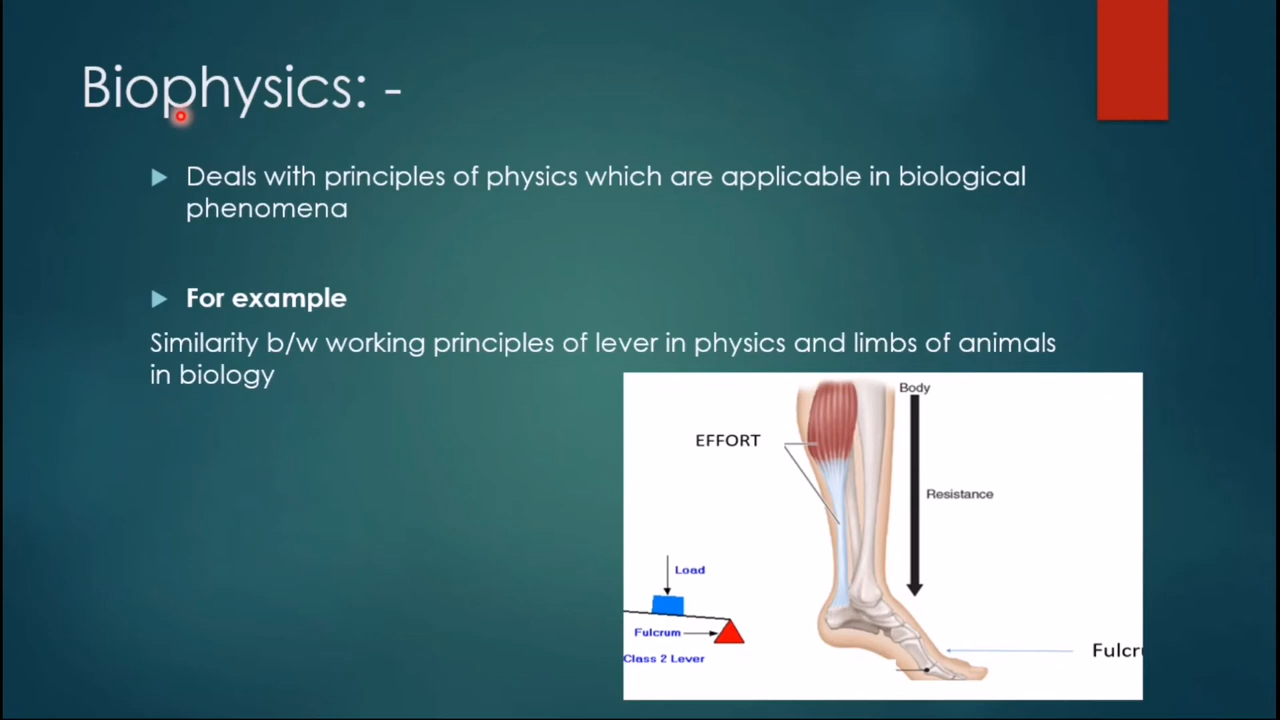 Biophysics: -
Deals with principles of physics which are applicable in biological
phenomena
For example
Similarity b/w working principles of lever in physics and limbs of animals
in biology
Body
EFFORT
Resistance
Load
Fulcrum
Class 2 Lever
Fulcr